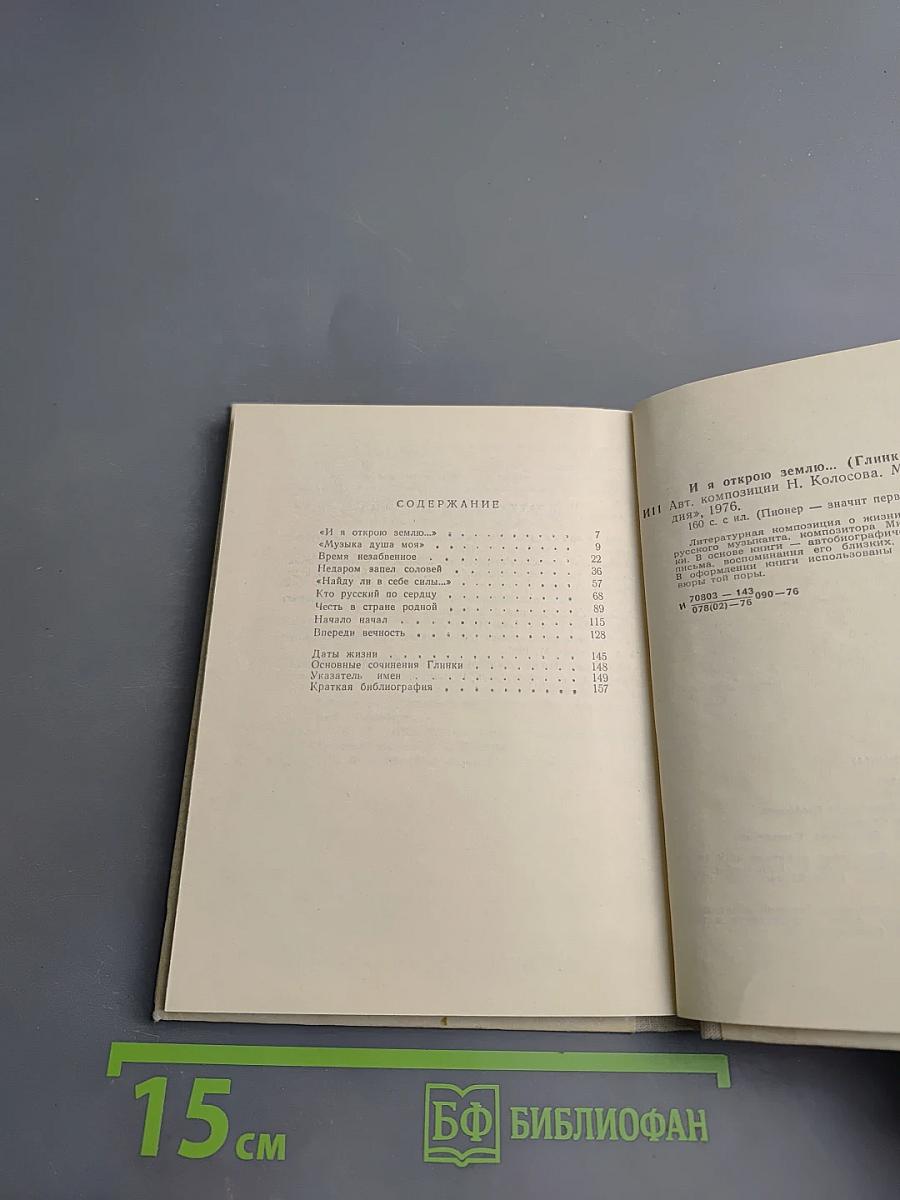 СОДЕРЖАНИЕ
«И я открою землю...» . . . . . . . . . 7
«Музыка душа моя» . . . . . . . . . . 9
Время незабвенное . . . . . . . . . . 22
Недаром запел соловей . . . . . . . . . 36
«Найду ли в себе силы...» . . . . . . . . 57
Кто русский по сердцу . . . . . . . . . 68
Честь в стране родной . . . . . . . . . 89
Начало начал . . . . . . . . . . . . 115
Впереди вечность . . . . . . . . . . . 128
Даты жизни . . . . . . . . . . . . . 145
Основные сочинения Глинки . . . . . . . 148
Указатель имен . . . . . . . . . . . . 149
Краткая библиография . . . . . . . . . 157
И я открою землю... (Глинк
И11 Авт. композиции Н. Колосова. М
дия», 1976.
160 с. с ил. (Пионер — значит перв
Литературная композиция о жизни
русского музыканта, композитора Ми
ки. В основе книги — автобиографиче
письма, воспоминания его близких,
В оформлении книги использованы
вюры той поры.
И 70803 — 143
078(02)—76 090—76
15 см
БФ БИБЛИОФАН